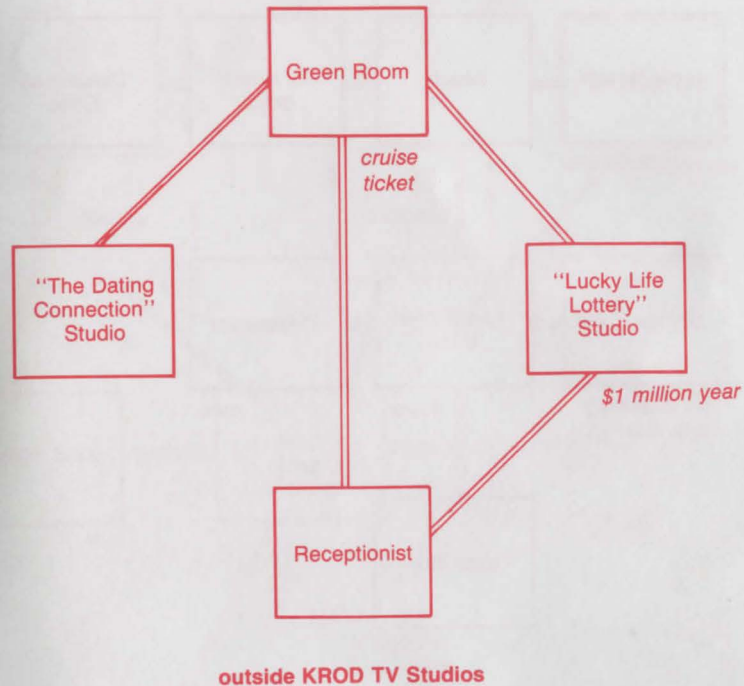 Green Room
cruise
ticket
"The Dating
Connection"
Studio
"Lucky Life
Lottery"
Studio
$1 million year
Receptionist
outside KROD TV Studios